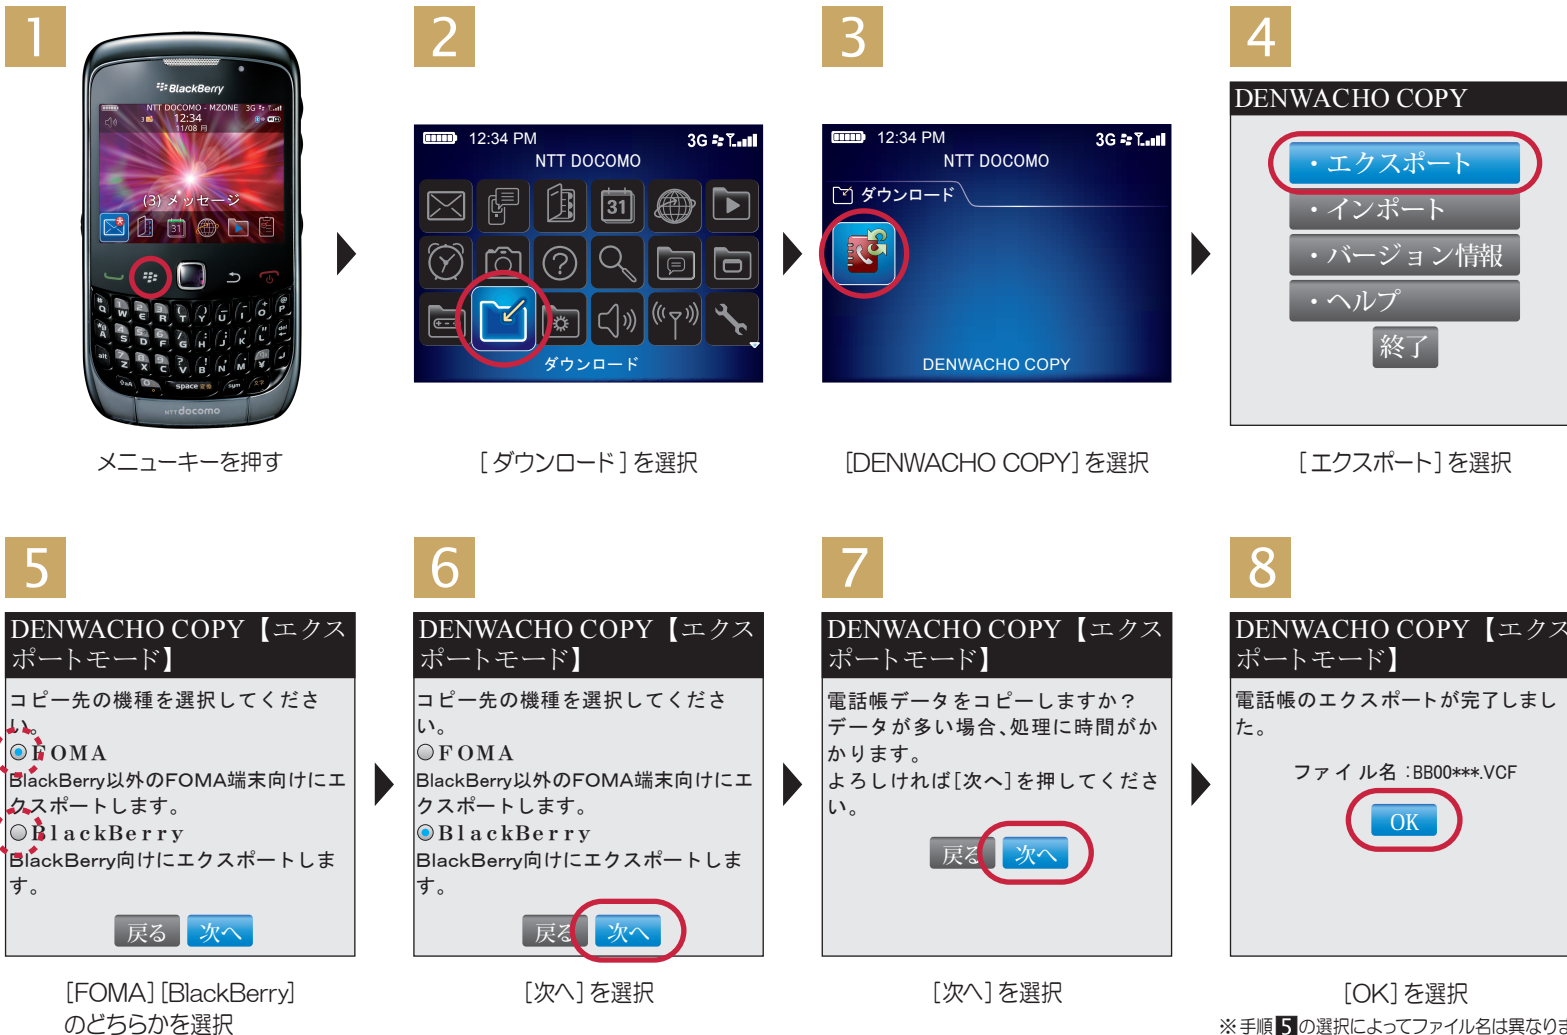 1
BlackBerry
NTT DOCOMO - MZONE 3G
12:34
11/08 月
(3) メッセージ
space 変換
sym
NTT docomo
メニューキーを押す
2
12:34 PM 3G
NTT DOCOMO
31
ダウンロード
[ダウンロード]を選択
3
12:34 PM 3G
NTT DOCOMO
ダウンロード
DENWACHO COPY
[DENWACHO COPY]を選択
4
DENWACHO COPY
・エクスポート
・インポート
・バージョン情報
・ヘルプ
終了
[エクスポート]を選択
5
DENWACHO COPY【エクス
ポートモード】
コピー先の機種を選択してくださ
い。
FOMA
BlackBerry以外のFOMA端末向けにエ
クスポートします。
BlackBerry
BlackBerry向けにエクスポートしま
す。
戻る 次へ
[FOMA][BlackBerry]
のどちらかを選択
6
DENWACHO COPY【エクス
ポートモード】
コピー先の機種を選択してくださ
い。
FOMA
BlackBerry以外のFOMA端末向けにエ
クスポートします。
BlackBerry
BlackBerry向けにエクスポートしま
す。
戻る 次へ
[次へ]を選択
7
DENWACHO COPY【エクス
ポートモード】
電話帳データをコピーしますか？
データが多い場合、処理に時間がか
かります。
よろしければ[次へ]を押してくださ
い。
戻る 次へ
[次へ]を選択
8
DENWACHO COPY【エクス
ポートモード】
電話帳のエクスポートが完了しまし
た。
ファイル名：BB00***.VCF
OK
[OK]を選択
※手順5の選択によってファイル名は異なりま